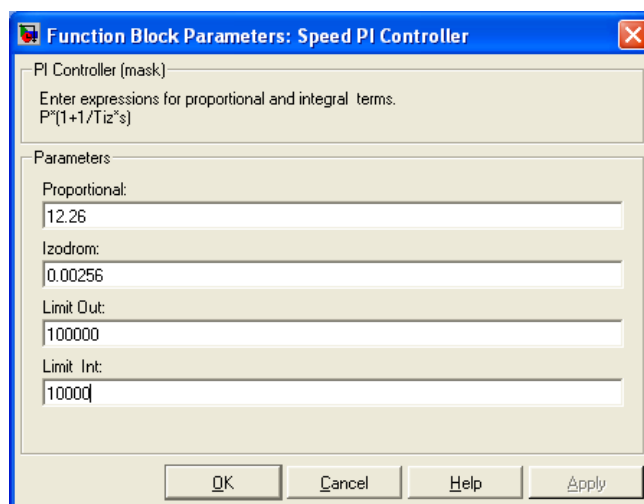 Function Block Parameters: Speed PI Controller
PI Controller (mask)
Enter expressions for proportional and integral terms.
P*(1+1/Tiz*s)
Parameters
Proportional:
12.26
Izodrom:
0.00256
Limit Out:
100000
Limit Int:
10000
OK Cancel Help Apply